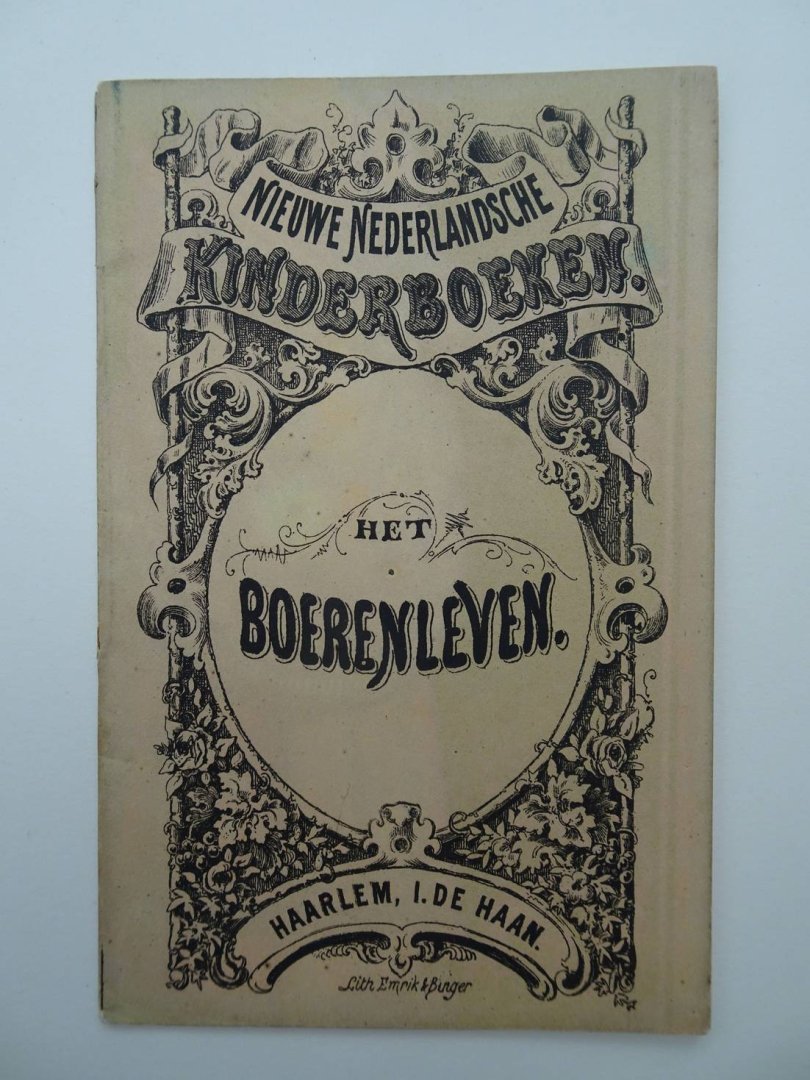 NIEUWE NEDERLANDSCHE
KINDERBOEKEN.
HET
BOERENLEVEN.
HAARLEM, I. DE HAAN.
Lith Emrik & Binger